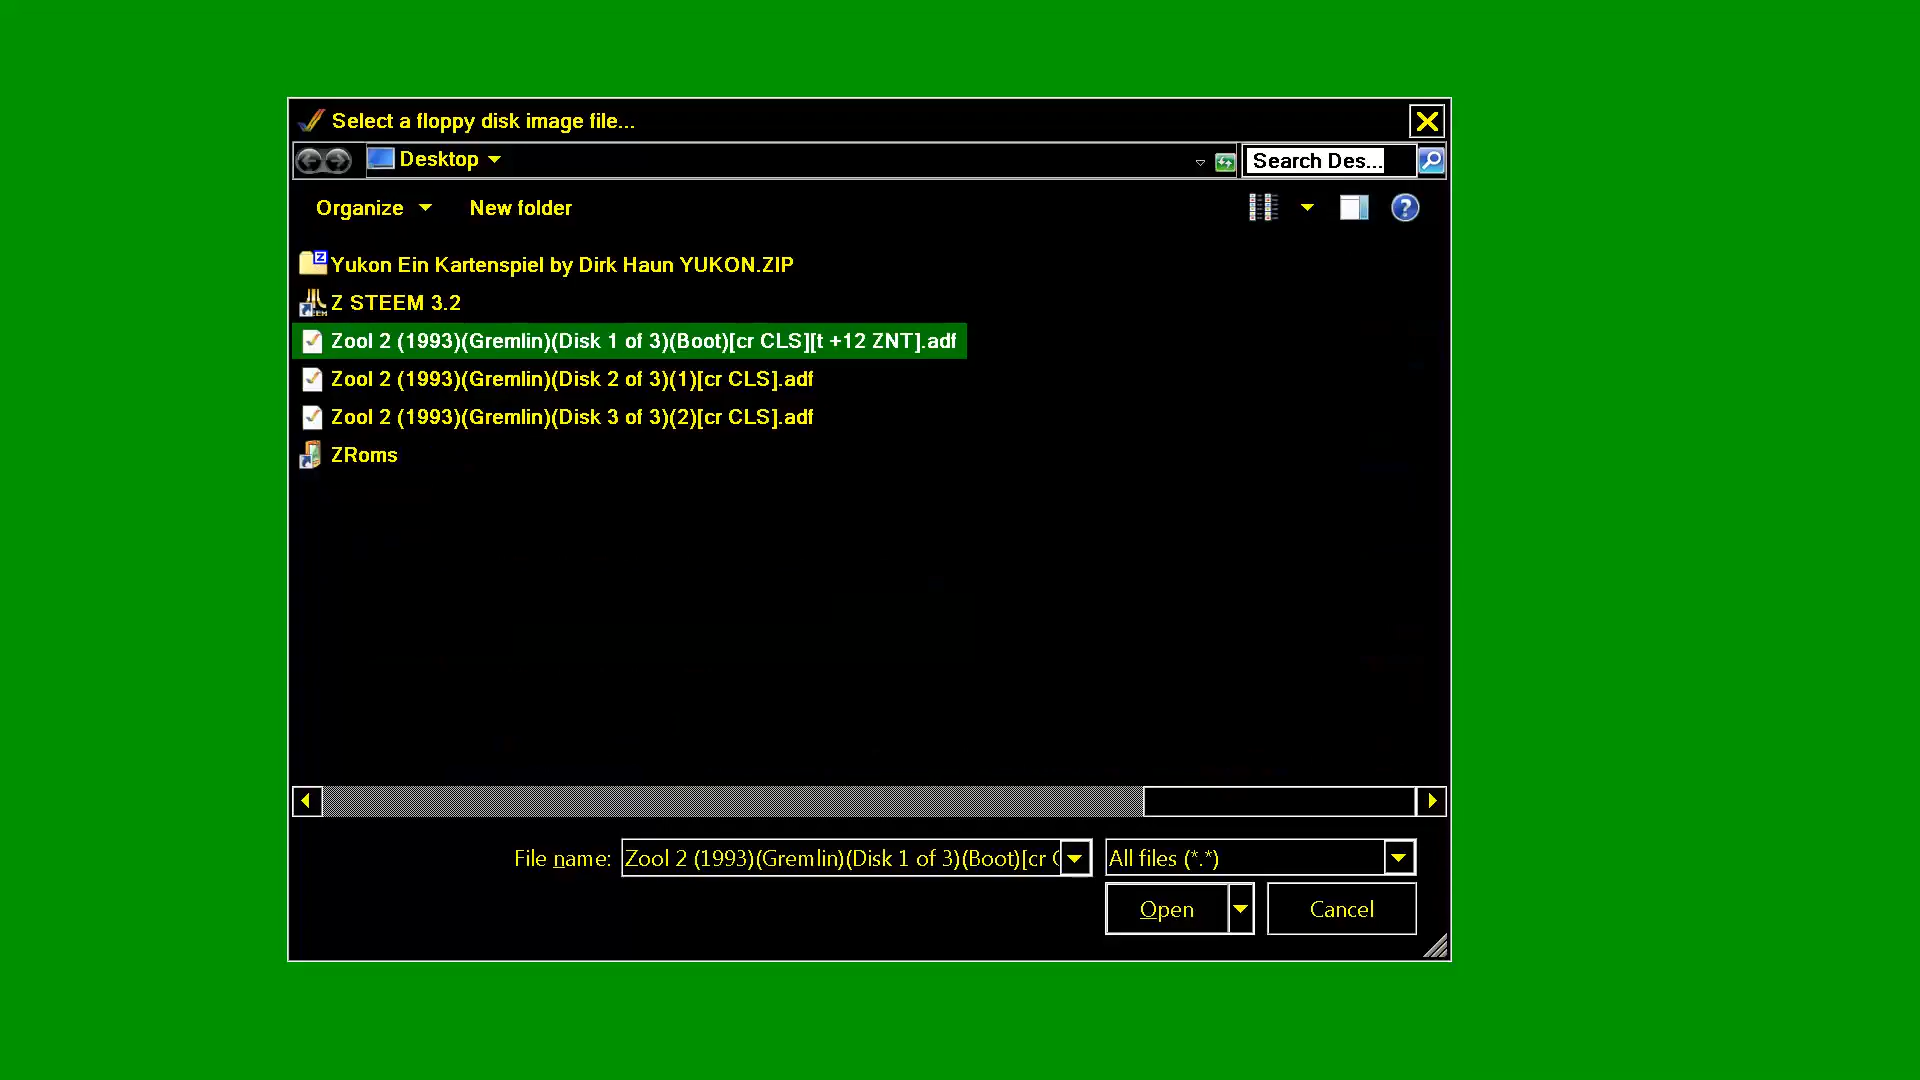 Select a floppy disk image file...
Desktop
Search Des...
Organize New folder
Yukon Ein Kartenspiel by Dirk Haun YUKON.ZIP
Z STEEM 3.2
Zool 2 (1993)(Gremlin)(Disk 1 of 3)(Boot)[cr CLS][t +12 ZNT].adf
Zool 2 (1993)(Gremlin)(Disk 2 of 3)(1)[cr CLS].adf
Zool 2 (1993)(Gremlin)(Disk 3 of 3)(2)[cr CLS].adf
ZRoms
File name: Zool 2 (1993)(Gremlin)(Disk 1 of 3)(Boot)[cr All files (*.*)
Open Cancel